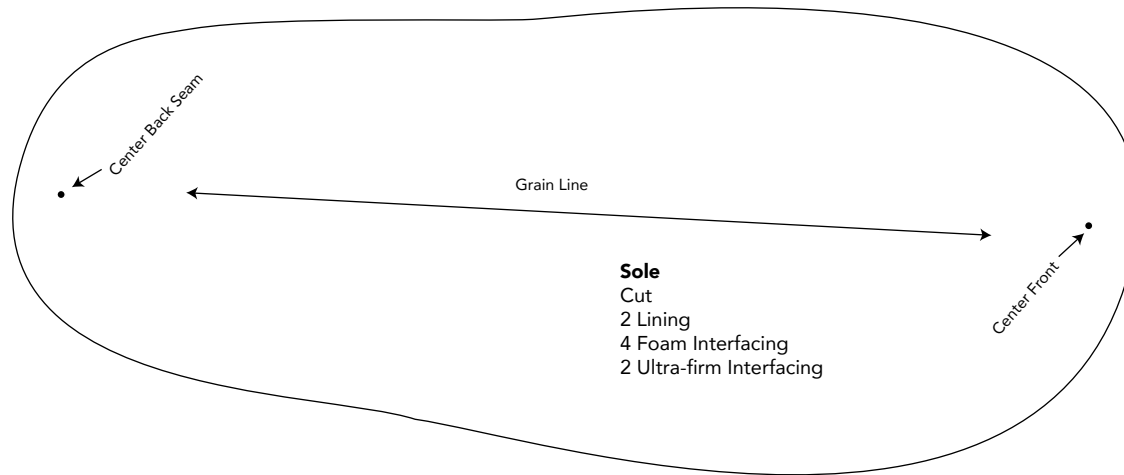 Center Back Seam
Grain Line
Sole
Cut
2 Lining
4 Foam Interfacing
2 Ultra-firm Interfacing
Center Front